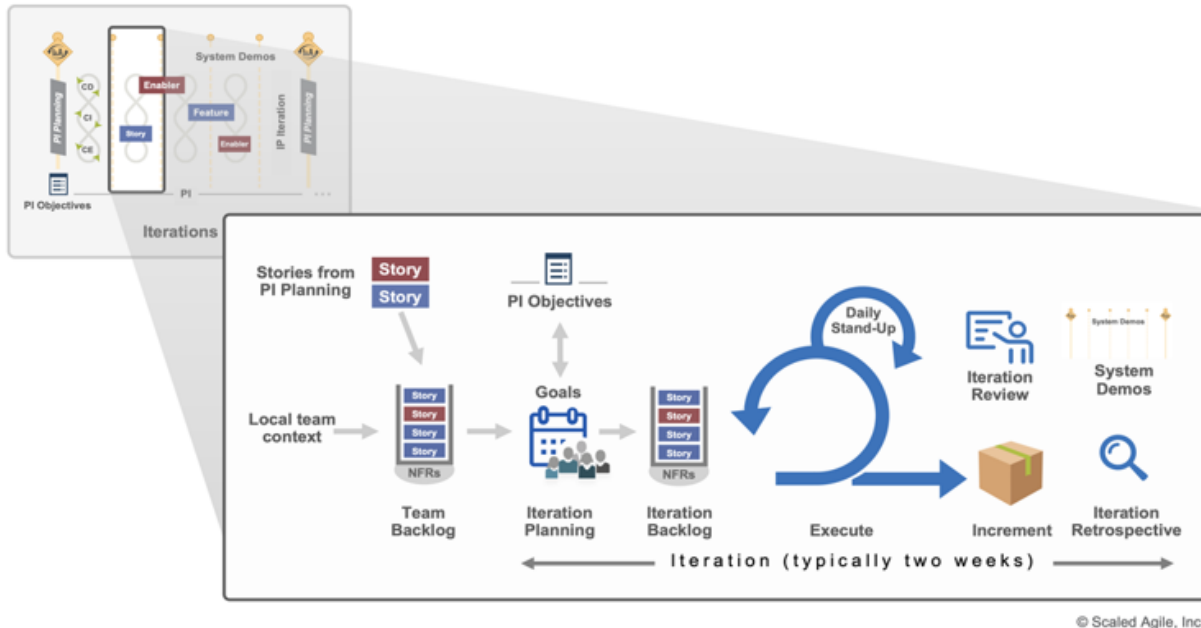 System Demos
Enabler
CD
Feature
CI
Story
Enabler
CE
PI Planning
IP Iteration
PI Planning
PI
...
PI Objectives
Iterations
Stories from
PI Planning
Story
Story
PI Objectives
Daily
Stand-Up
System Demos
Iteration
Review
System
Demos
Local team
context
Story
Story
Story
Story
NFRs
Goals
Story
Story
Story
Story
NFRs
Team
Backlog
Iteration
Planning
Iteration
Backlog
Execute
Increment
Iteration
Retrospective
Iteration (typically two weeks)
© Scaled Agile, Inc